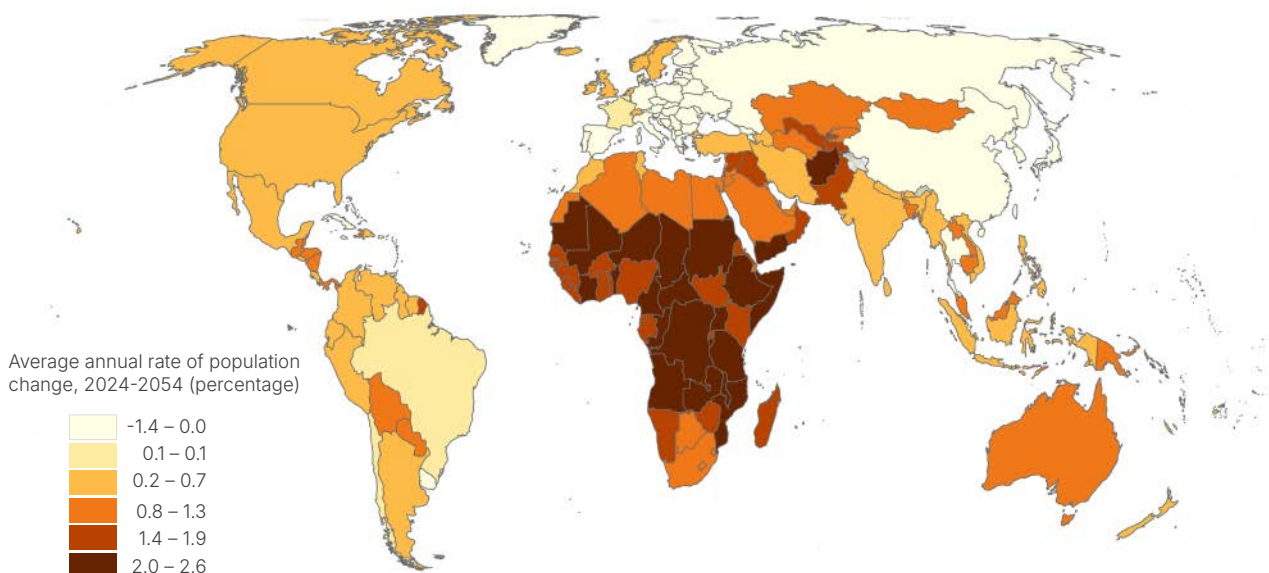 Average annual rate of population
change, 2024-2054 (percentage)
-1.4 – 0.0
0.1 – 0.1
0.2 – 0.7
0.8 – 1.3
1.4 – 1.9
2.0 – 2.6